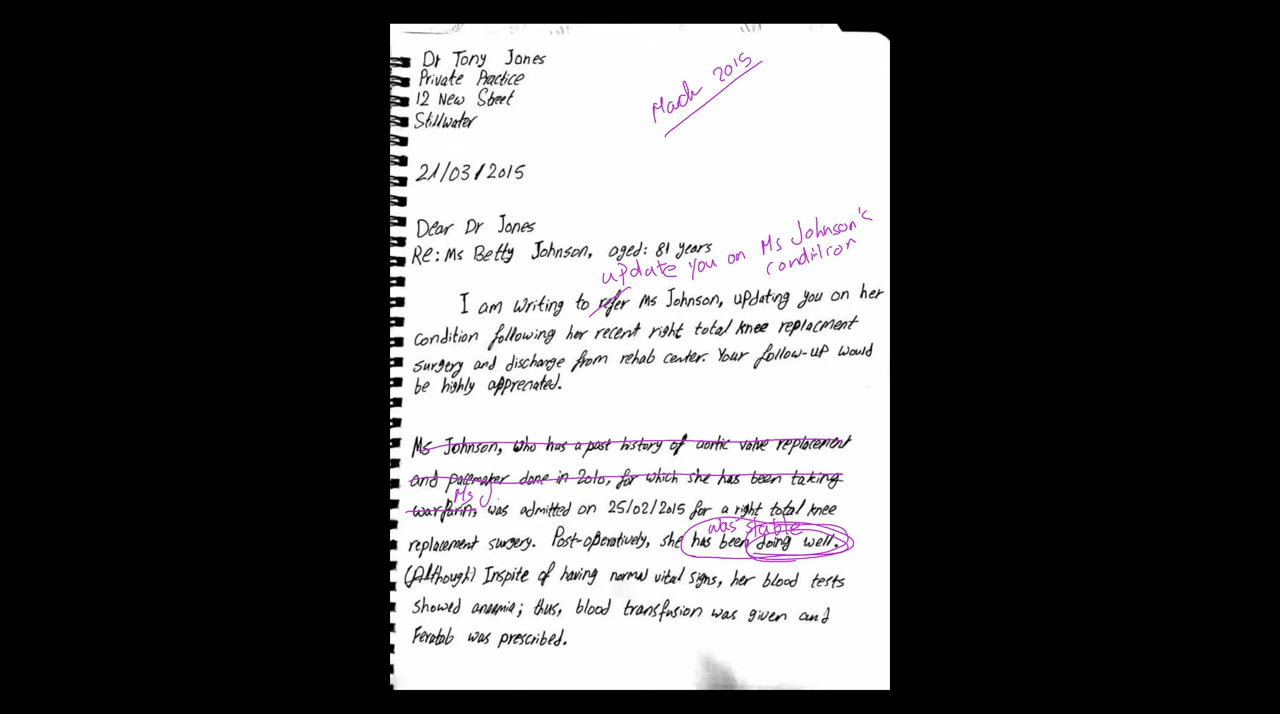 Dr Tony Jones
Private Practice
12 New Street
Stillwater
March 2015
21/03/2015
Dear Dr Jones
Re: Ms Betty Johnson, aged: 81 years
update you on Ms Johnson's
condition
I am writing to refer Ms Johnson, updating you on her
condition following her recent right total knee replacment
surgery and discharge from rehab center. Your follow-up would
be highly appreciated.
Ms Johnson, who has a past history of aortic valve replacement
and pacemaker done in 2010, for which she has been taking
Ms J.
warfarin, was admitted on 25/02/2015 for a right total knee
was stable
replacement surgery. Post-operatively, she has been doing well.
(Although) Inspite of having normal vital signs, her blood tests
showed anaemia; thus, blood transfusion was given and
Feratab was prescribed.